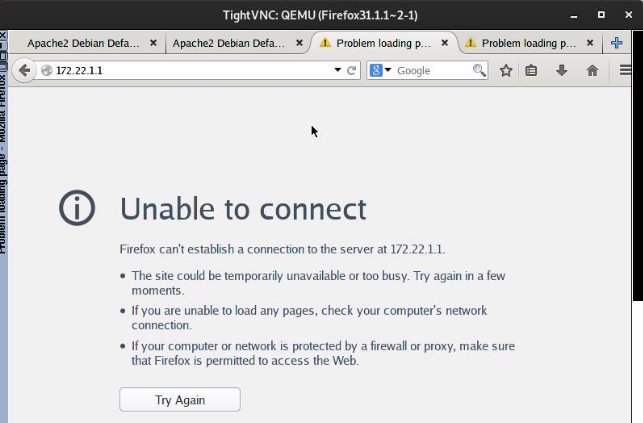 TightVNC: QEMU (Firefox31.1.1~2-1)
Apache2 Debian Defa...
Apache2 Debian Defa...
Problem loading p...
Problem loading p...
172.22.1.1
Google
Problem loading page - Mozilla Firefox
Unable to connect
Firefox can't establish a connection to the server at 172.22.1.1.
The site could be temporarily unavailable or too busy. Try again in a few
moments.
If you are unable to load any pages, check your computer's network
connection.
If your computer or network is protected by a firewall or proxy, make sure
that Firefox is permitted to access the Web.
Try Again